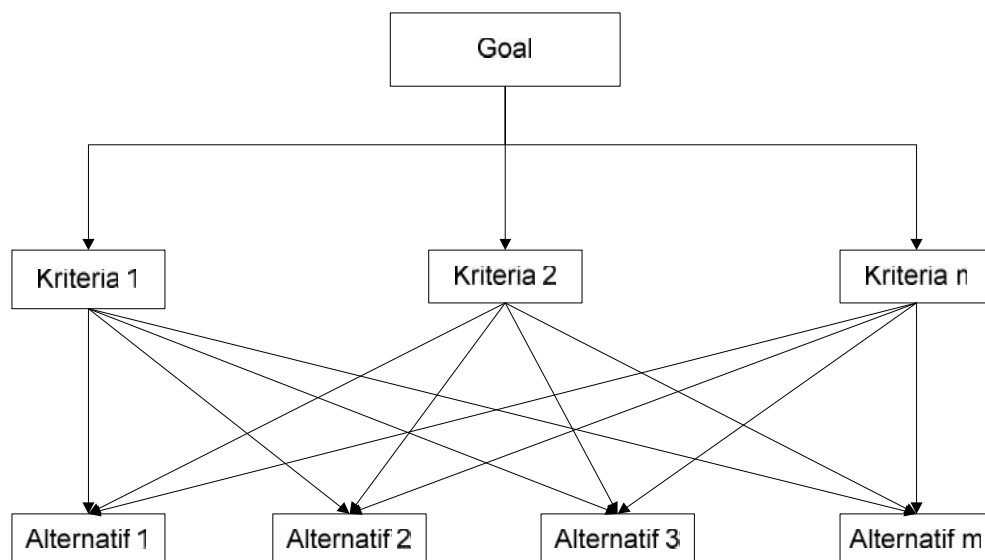 Goal
Kriteria 1
Kriteria 2
Kriteria n
Alternatif 1
Alternatif 2
Alternatif 3
Alternatif m